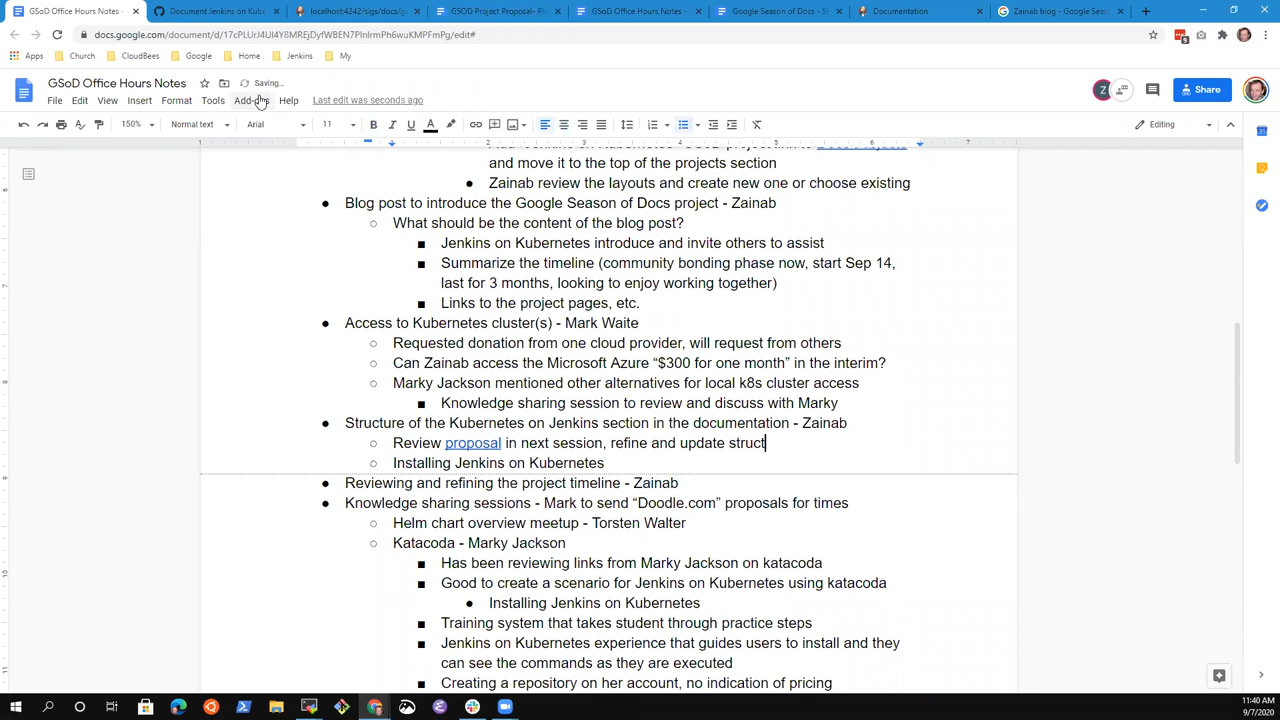 GSoD Office Hours Notes -
Document Jenkins on Kub
localhost:4242/sigs/docs/g
GSOD Project Proposal- P
GSoD Office Hours Notes -
Google Season of Docs - S
Documentation
Zainab blog - Google Sea
docs.google.com/document/d/17cPLUrJ4UI4Y8MREjDyfWBEN7PInIrmPh6wuKMPFmPg/edit#
Apps
Church
CloudBees
Google
Home
Jenkins
My
GSoD Office Hours Notes
Saving...
File
Edit
View
Insert
Format
Tools
Add-ons
Help
Last edit was seconds ago
Share
150%
Normal text
Arial
11
Editing
and move it to the top of the projects section
Zainab review the layouts and create new one or choose existing
Blog post to introduce the Google Season of Docs project - Zainab
What should be the content of the blog post?
Jenkins on Kubernetes introduce and invite others to assist
Summarize the timeline (community bonding phase now, start Sep 14,
last for 3 months, looking to enjoy working together)
Links to the project pages, etc.
Access to Kubernetes cluster(s) - Mark Waite
Requested donation from one cloud provider, will request from others
Can Zainab access the Microsoft Azure “$300 for one month” in the interim?
Marky Jackson mentioned other alternatives for local k8s cluster access
Knowledge sharing session to review and discuss with Marky
Structure of the Kubernetes on Jenkins section in the documentation - Zainab
Review proposal in next session, refine and update struct
Installing Jenkins on Kubernetes
Reviewing and refining the project timeline - Zainab
Knowledge sharing sessions - Mark to send “Doodle.com” proposals for times
Helm chart overview meetup - Torsten Walter
Katacoda - Marky Jackson
Has been reviewing links from Marky Jackson on katacoda
Good to create a scenario for Jenkins on Kubernetes using katacoda
Installing Jenkins on Kubernetes
Training system that takes student through practice steps
Jenkins on Kubernetes experience that guides users to install and they
can see the commands as they are executed
Creating a repository on her account, no indication of pricing
11:40 AM
9/7/2020